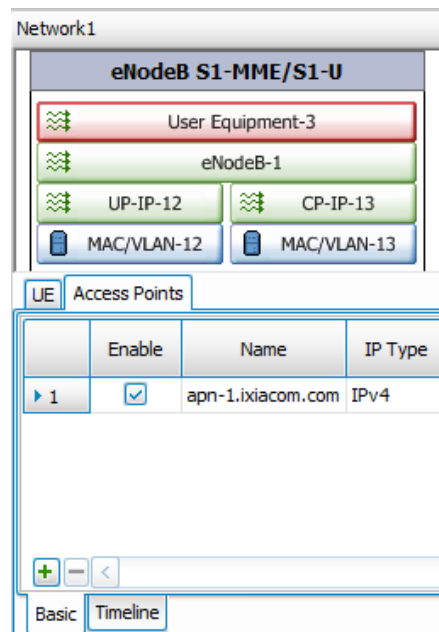 Network1
eNodeB S1-MME/S1-U
User Equipment-3
eNodeB-1
UP-IP-12 CP-IP-13
MAC/VLAN-12 MAC/VLAN-13
UE Access Points
Enable Name IP Type
1 apn-1.ixiacom.com IPv4
Basic Timeline